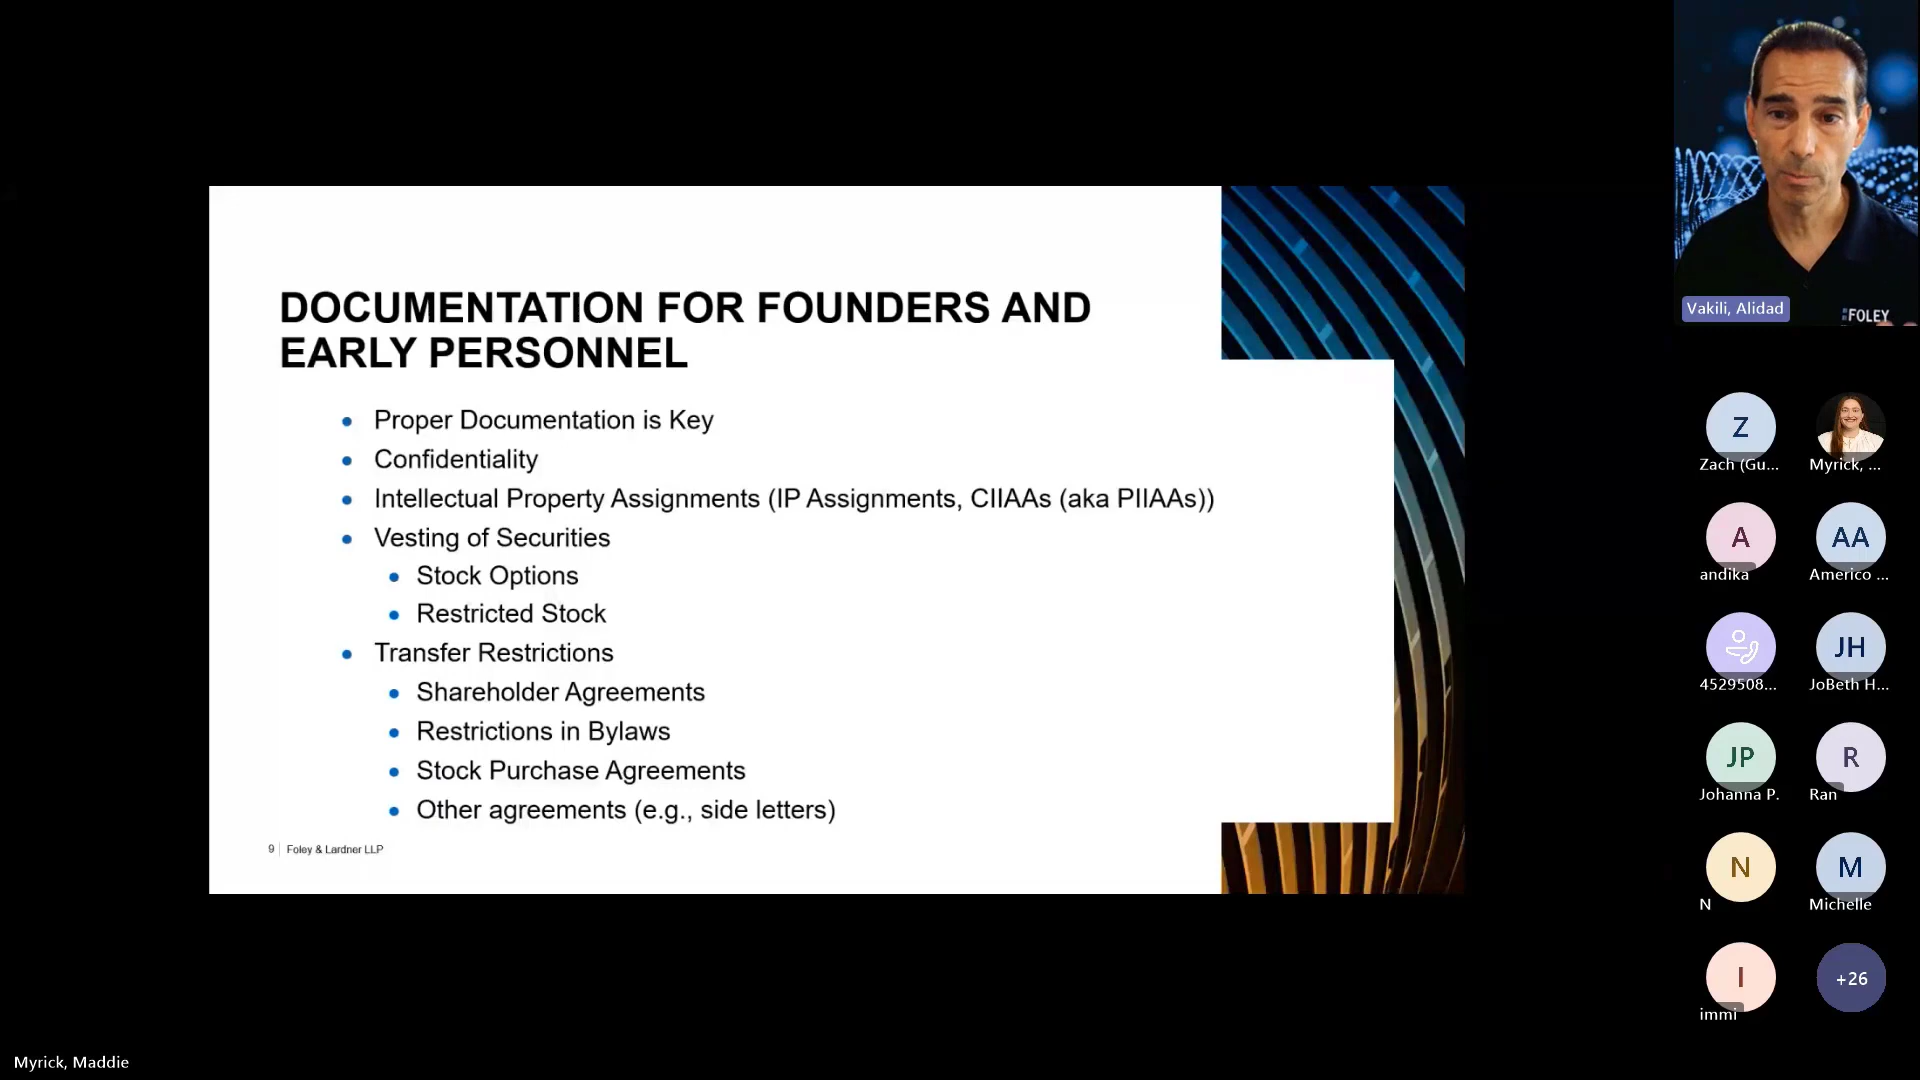 DOCUMENTATION FOR FOUNDERS AND
EARLY PERSONNEL
Proper Documentation is Key
Confidentiality
Intellectual Property Assignments (IP Assignments, CIIAAs (aka PIIAAs))
Vesting of Securities
Stock Options
Restricted Stock
Transfer Restrictions
Shareholder Agreements
Restrictions in Bylaws
Stock Purchase Agreements
Other agreements (e.g., side letters)
9 Foley & Lardner LLP
Vakili, Alidad
FOLEY
Z
Zach (Gu...
Myrick, ...
A
andika
AA
Americo ...
4529508...
JH
JoBeth H...
JP
Johanna P.
R
Ran
N
N
M
Michelle
I
immi
+26
Myrick, Maddie